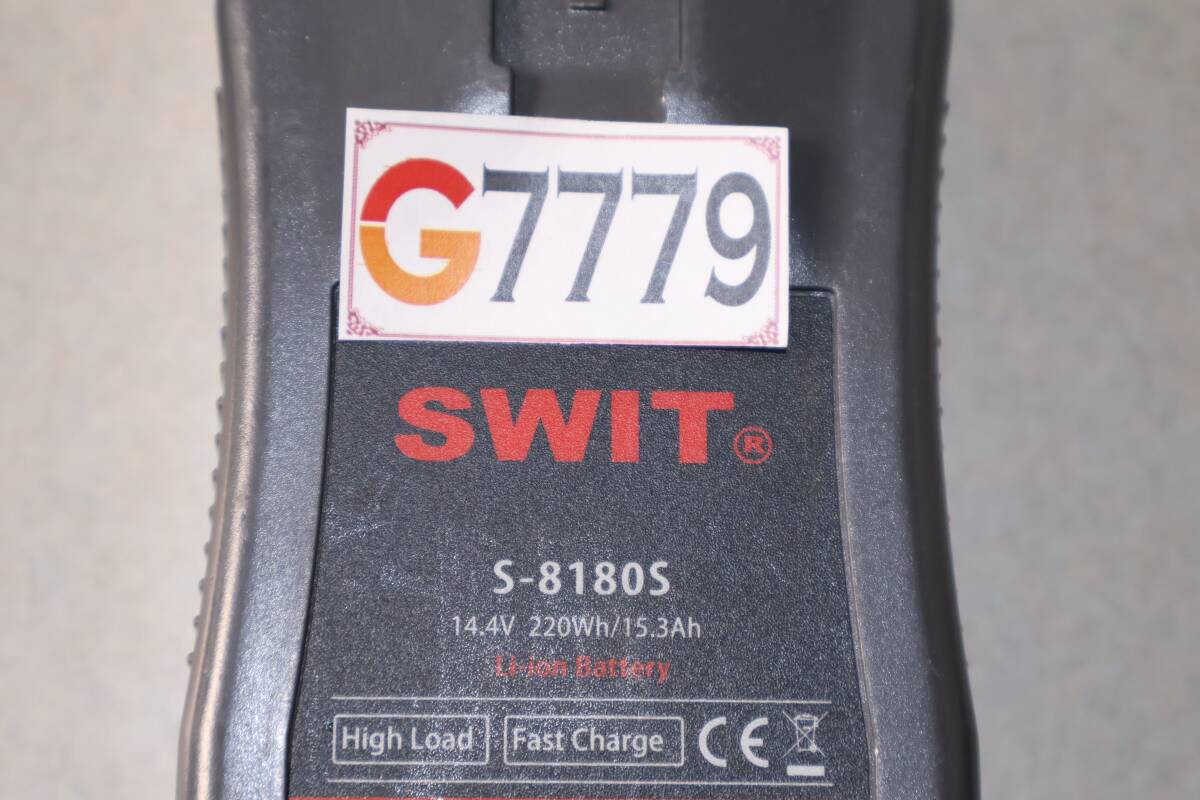 G7779
SWIT®
S-8180S
14.4V 220Wh/15.3Ah
Li-ion Battery
High Load Fast Charge CE